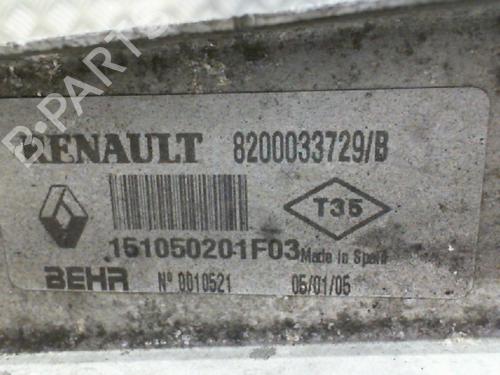 B-PARTS
RENAULT 8200033729/B
T35
151050201F03 Made in Spain
BEHR Nº 0010521 05/01/05